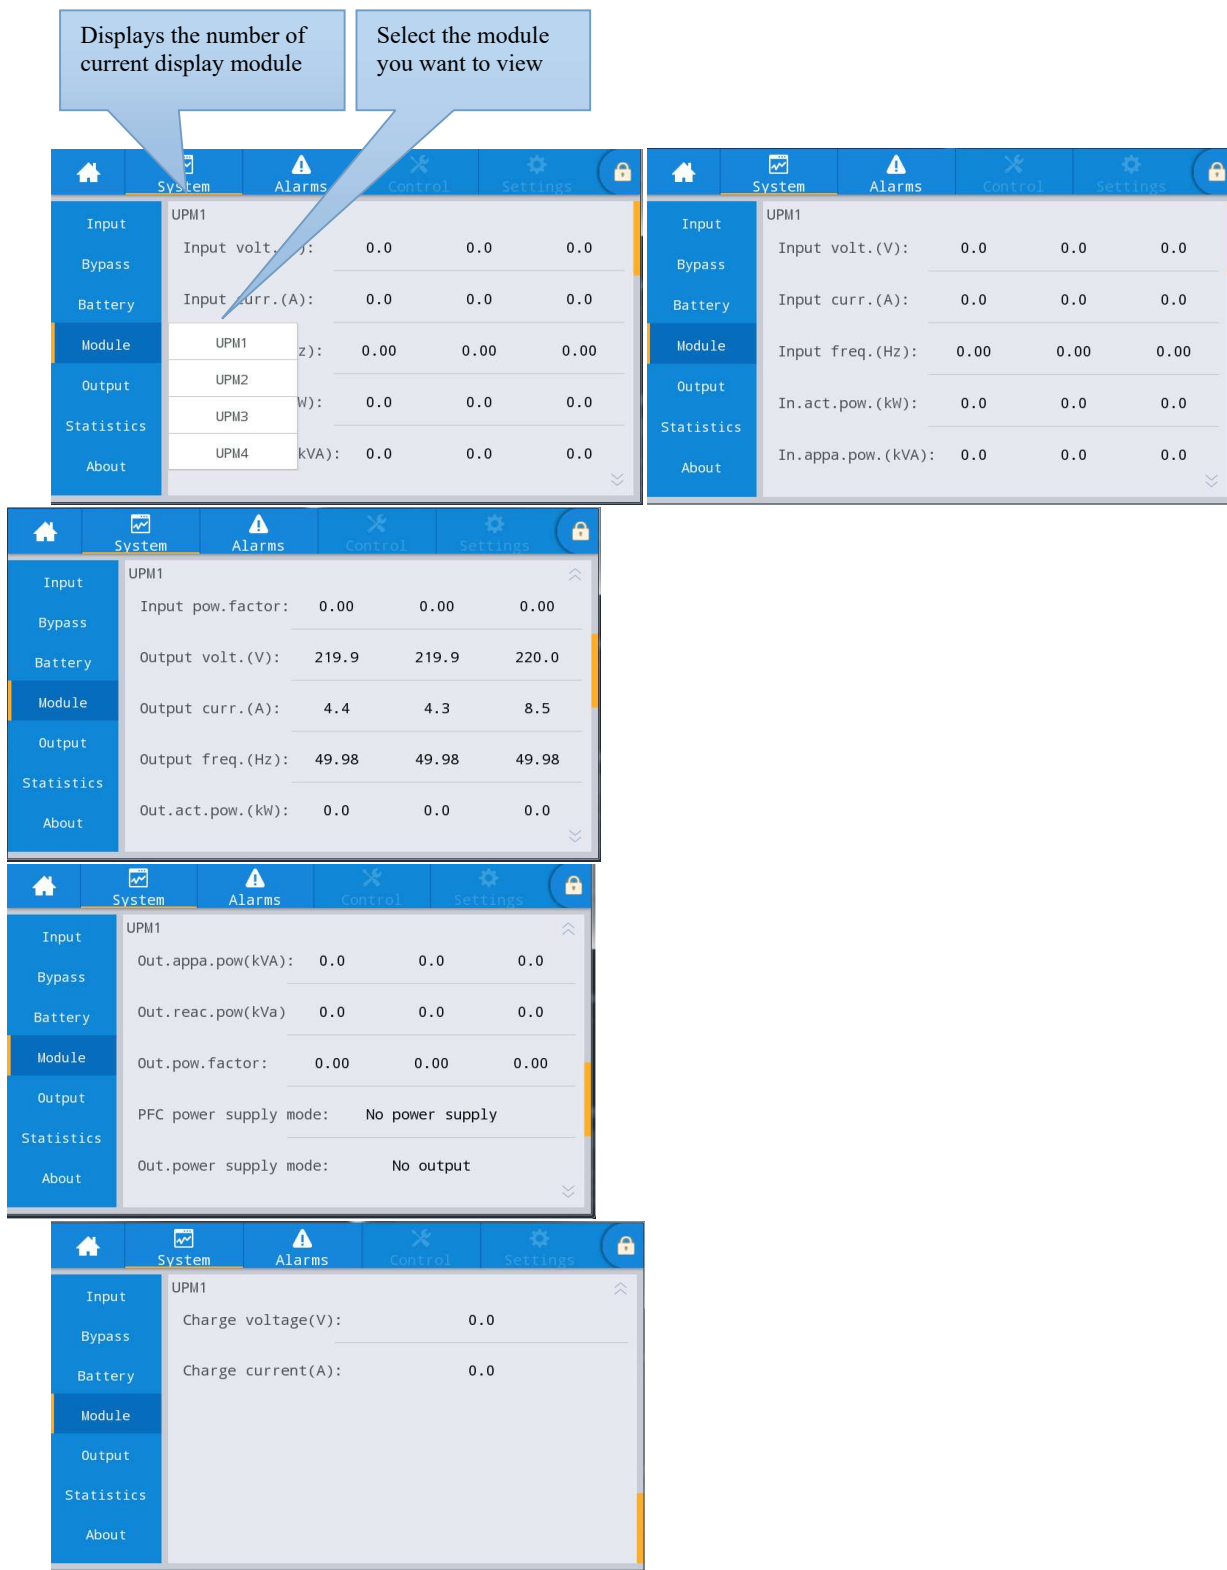 Displays the number of
current display module
Select the module
you want to view
System Alarms Control Settings
Input
Bypass
Battery
Module
Output
Statistics
About
UPM1
Input volt.( ): 0.0 0.0 0.0
Input curr.(A): 0.0 0.0 0.0
z): 0.00 0.00 0.00
W): 0.0 0.0 0.0
kVA): 0.0 0.0 0.0
UPM1
UPM2
UPM3
UPM4
System Alarms Control Settings
Input
Bypass
Battery
Module
Output
Statistics
About
UPM1
Input volt.(V): 0.0 0.0 0.0
Input curr.(A): 0.0 0.0 0.0
Input freq.(Hz): 0.00 0.00 0.00
In.act.pow.(kW): 0.0 0.0 0.0
In.appa.pow.(kVA): 0.0 0.0 0.0
System Alarms Control Settings
Input
Bypass
Battery
Module
Output
Statistics
About
UPM1
Input pow.factor: 0.00 0.00 0.00
Output volt.(V): 219.9 219.9 220.0
Output curr.(A): 4.4 4.3 8.5
Output freq.(Hz): 49.98 49.98 49.98
Out.act.pow.(kW): 0.0 0.0 0.0
System Alarms Control Settings
Input
Bypass
Battery
Module
Output
Statistics
About
UPM1
Out.appa.pow(kVA): 0.0 0.0 0.0
Out.reac.pow(kVa) 0.0 0.0 0.0
Out.pow.factor: 0.00 0.00 0.00
PFC power supply mode: No power supply
Out.power supply mode: No output
System Alarms Control Settings
Input
Bypass
Battery
Module
Output
Statistics
About
UPM1
Charge voltage(V): 0.0
Charge current(A): 0.0